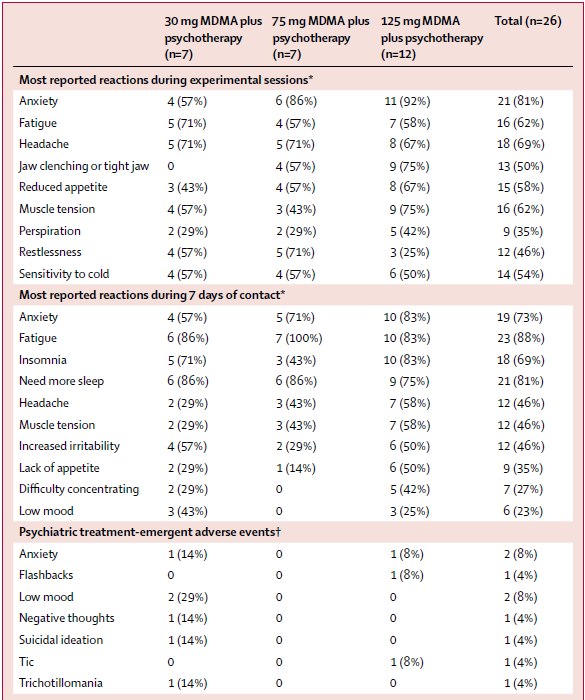 30 mg MDMA plus psychotherapy (n=7) 75 mg MDMA plus psychotherapy (n=7) 125 mg MDMA plus psychotherapy (n=12) Total (n=26)
Most reported reactions during experimental sessions*
Anxiety 4 (57%) 6 (86%) 11 (92%) 21 (81%)
Fatigue 5 (71%) 4 (57%) 7 (58%) 16 (62%)
Headache 5 (71%) 5 (71%) 8 (67%) 18 (69%)
Jaw clenching or tight jaw 0 4 (57%) 9 (75%) 13 (50%)
Reduced appetite 3 (43%) 4 (57%) 8 (67%) 15 (58%)
Muscle tension 4 (57%) 3 (43%) 9 (75%) 16 (62%)
Perspiration 2 (29%) 2 (29%) 5 (42%) 9 (35%)
Restlessness 4 (57%) 5 (71%) 3 (25%) 12 (46%)
Sensitivity to cold 4 (57%) 4 (57%) 6 (50%) 14 (54%)
Most reported reactions during 7 days of contact*
Anxiety 4 (57%) 5 (71%) 10 (83%) 19 (73%)
Fatigue 6 (86%) 7 (100%) 10 (83%) 23 (88%)
Insomnia 5 (71%) 3 (43%) 10 (83%) 18 (69%)
Need more sleep 6 (86%) 6 (86%) 9 (75%) 21 (81%)
Headache 2 (29%) 3 (43%) 7 (58%) 12 (46%)
Muscle tension 2 (29%) 3 (43%) 7 (58%) 12 (46%)
Increased irritability 4 (57%) 2 (29%) 6 (50%) 12 (46%)
Lack of appetite 2 (29%) 1 (14%) 6 (50%) 9 (35%)
Difficulty concentrating 2 (29%) 0 5 (42%) 7 (27%)
Low mood 3 (43%) 0 3 (25%) 6 (23%)
Psychiatric treatment-emergent adverse events†
Anxiety 1 (14%) 0 1 (8%) 2 (8%)
Flashbacks 0 0 1 (8%) 1 (4%)
Low mood 2 (29%) 0 0 2 (8%)
Negative thoughts 1 (14%) 0 0 1 (4%)
Suicidal ideation 1 (14%) 0 0 1 (4%)
Tic 0 0 1 (8%) 1 (4%)
Trichotillomania 1 (14%) 0 0 1 (4%)